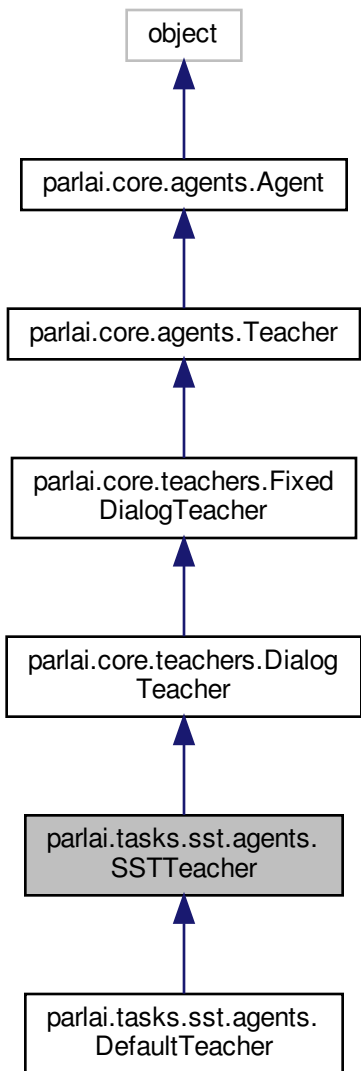 object
parlai.core.agents.Agent
parlai.core.agents.Teacher
parlai.core.teachers.Fixed
DialogTeacher
parlai.core.teachers.Dialog
Teacher
parlai.tasks.sst.agents.
SSTTeacher
parlai.tasks.sst.agents.
DefaultTeacher